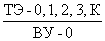 ТЭ - 0, 1, 2, 3, К
ВУ - 0